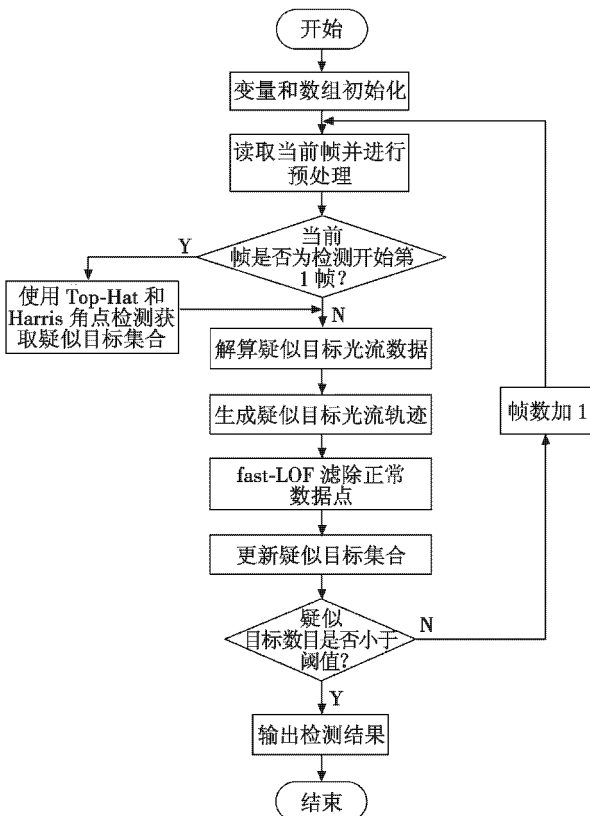 开始
变量和数组初始化
读取当前帧并进行
预处理
当前
帧是否为检测开始第
1 帧？
Y
使用 Top-Hat 和
Harris 角点检测获
取疑似目标集合
N
解算疑似目标光流数据
生成疑似目标光流轨迹
帧数加 1
fast-LOF 滤除正常
数据点
更新疑似目标集合
疑似
目标数目是否小于
阈值？
N
Y
输出检测结果
结束